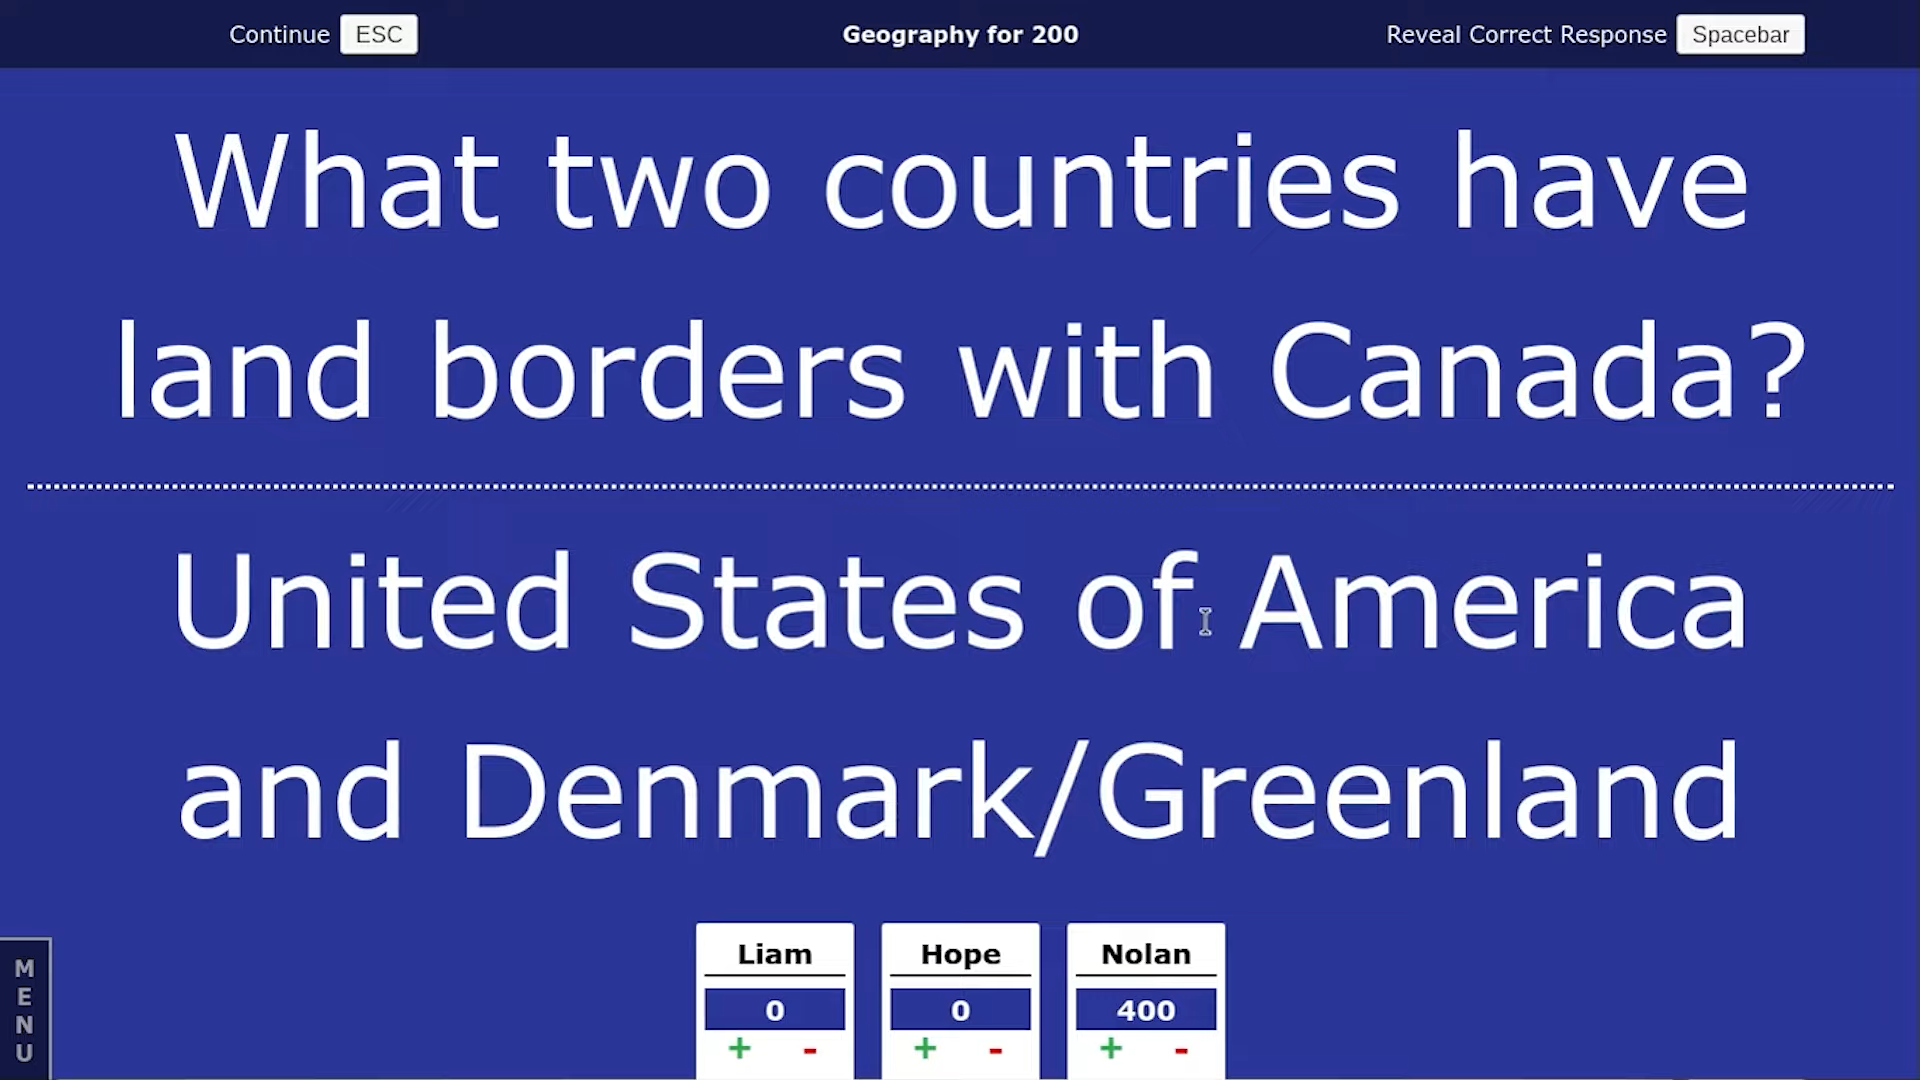 Continue ESC Geography for 200 Reveal Correct Response Spacebar
What two countries have
land borders with Canada?
United States of America
and Denmark/Greenland
MENU
Liam Hope Nolan
0 0 400
+ - + - + -